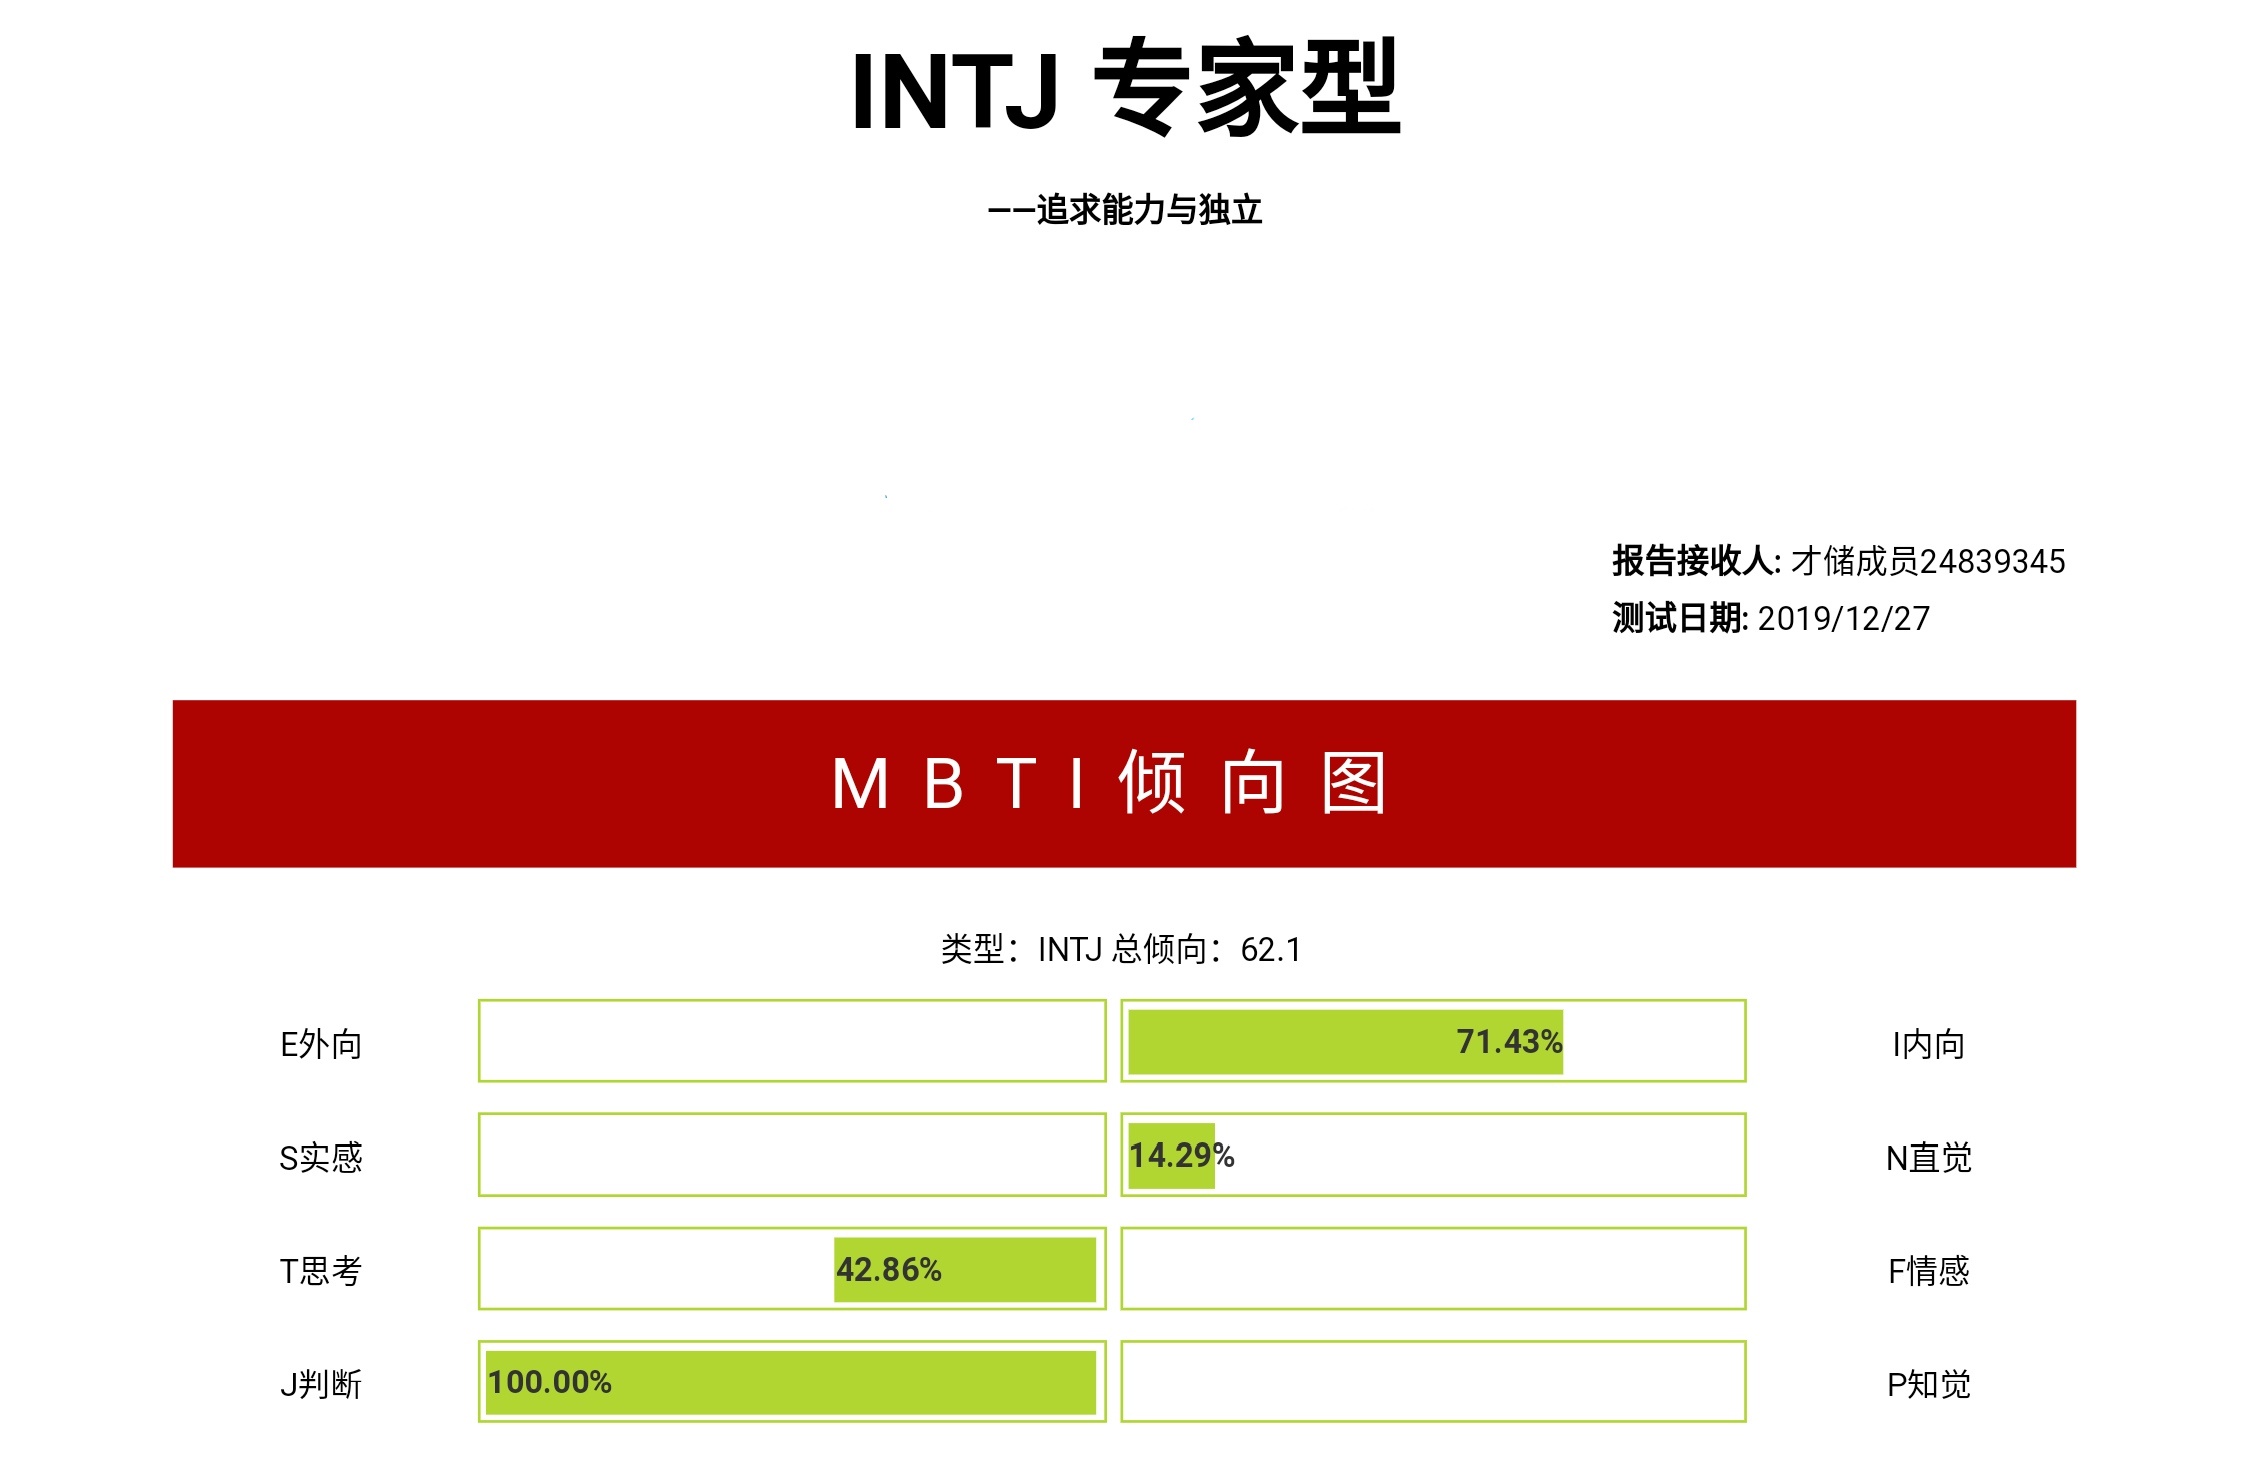 INTJ 专家型
——追求能力与独立
报告接收人: 才储成员24839345
测试日期: 2019/12/27
MBTI倾向图
类型：INTJ 总倾向：62.1
E外向 71.43% I内向
S实感 14.29% N直觉
T思考 42.86% F情感
J判断 100.00% P知觉